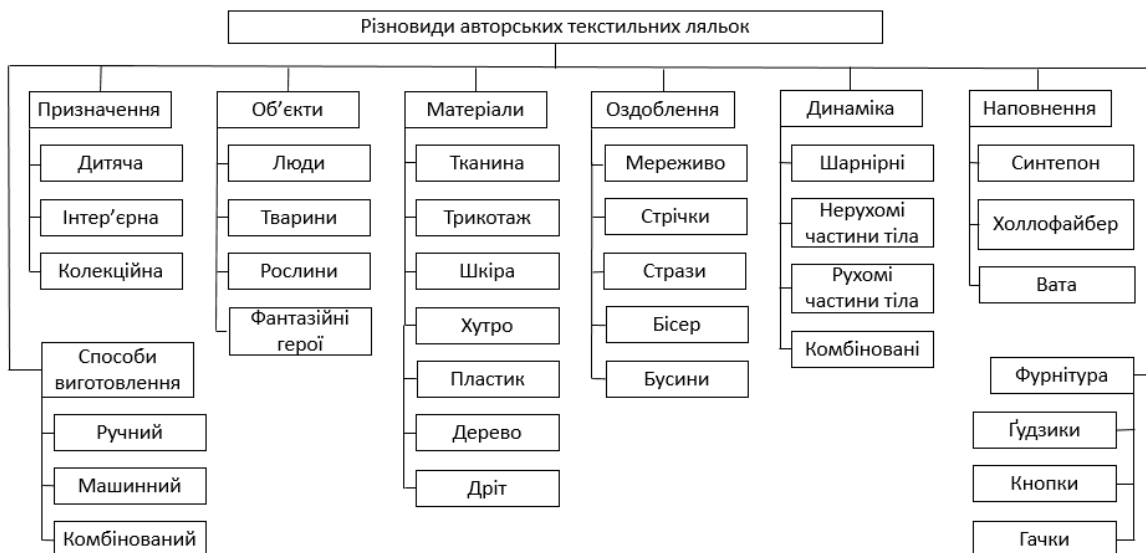 Різновиди авторських текстильних ляльок
Призначення
Дитяча
Інтер’єрна
Колекційна
Об’єкти
Люди
Тварини
Рослини
Фантазійні
герої
Матеріали
Тканина
Трикотаж
Шкіра
Хутро
Пластик
Дерево
Дріт
Оздоблення
Мереживо
Стрічки
Стрази
Бісер
Бусини
Динаміка
Шарнірні
Нерухомі
частини тіла
Рухомі
частини тіла
Комбіновані
Наповнення
Синтепон
Холлофайбер
Вата
Способи
виготовлення
Ручний
Машинний
Комбінований
Фурнітура
Ґудзики
Кнопки
Гачки